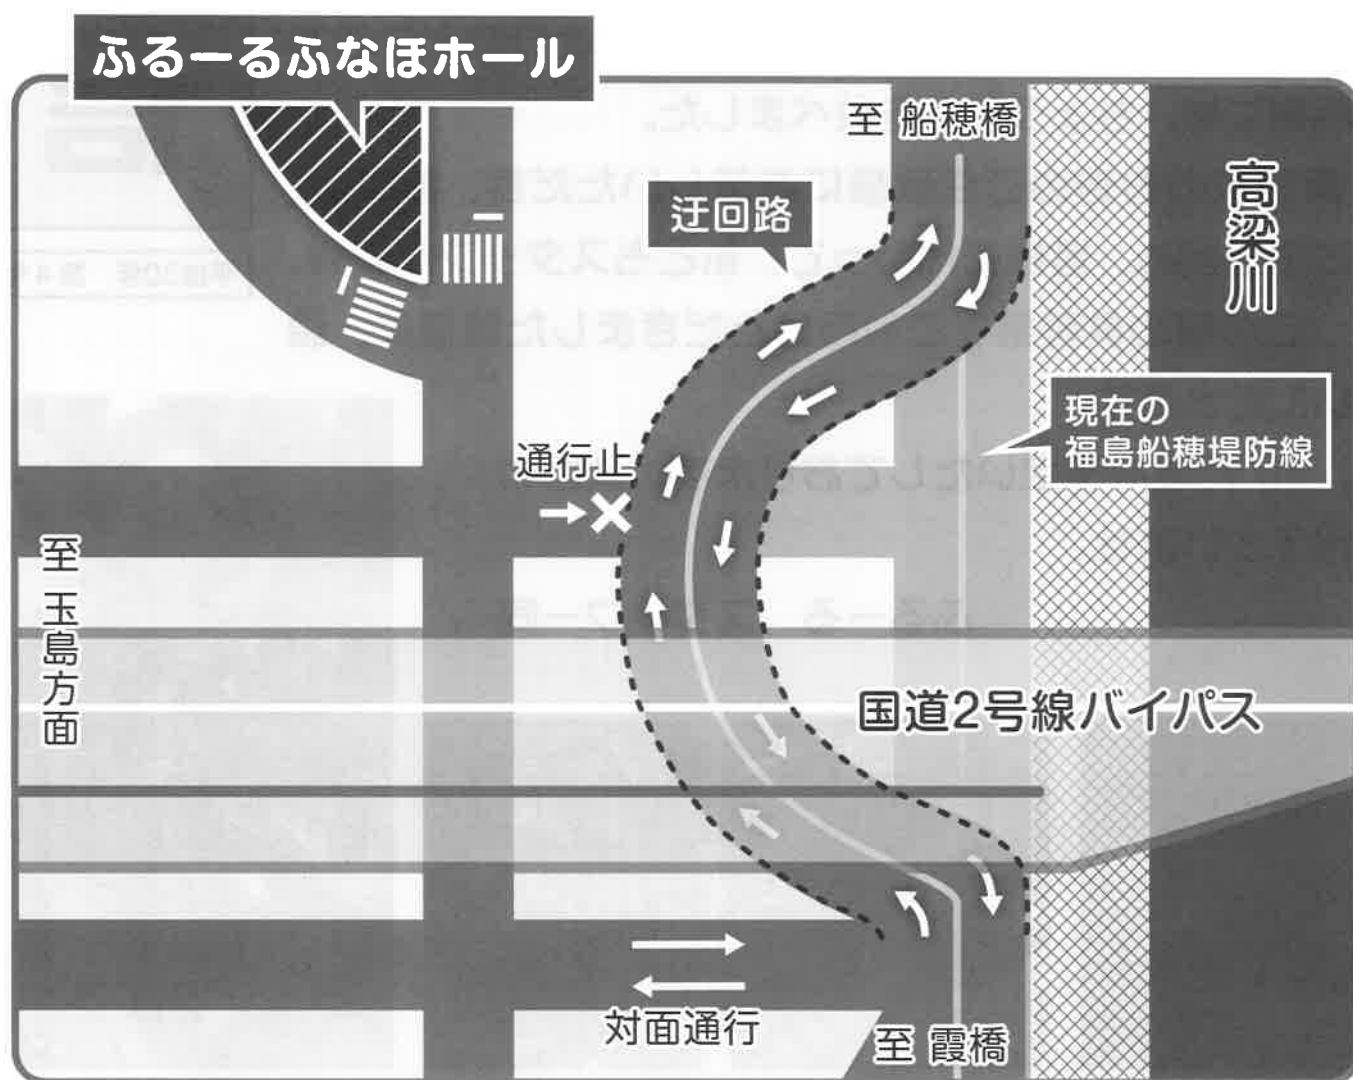 ふるーるふなほホール
至 船穂橋
高梁川
迂回路
現在の
福島船穂堤防線
通行止
至 玉島方面
国道2号線バイパス
対面通行
至 霞橋